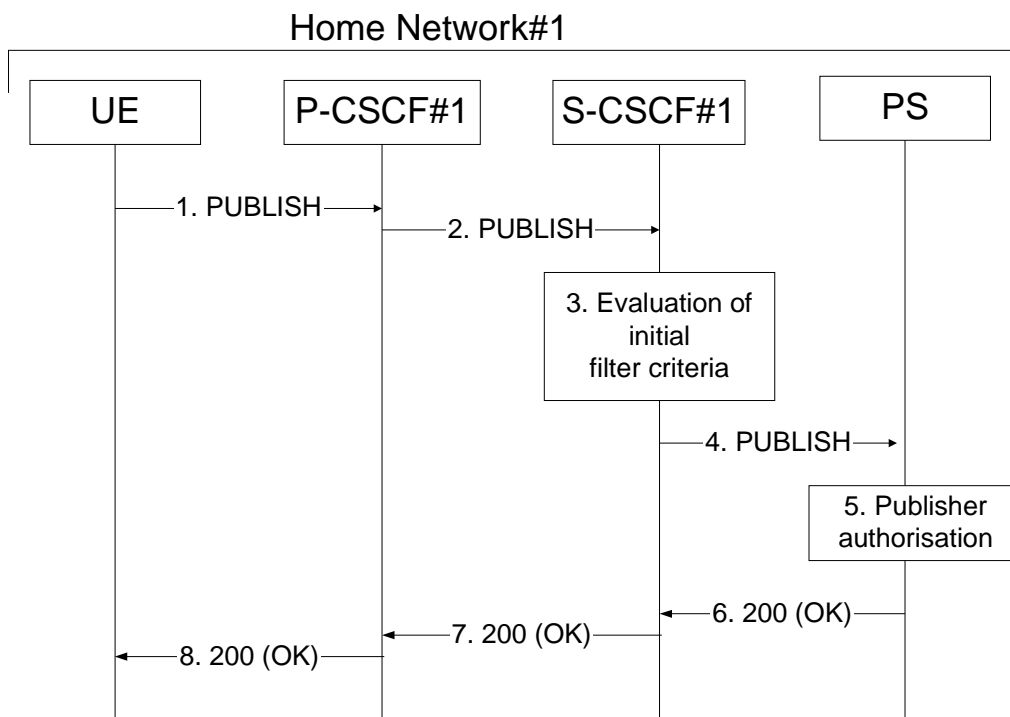 Home Network#1
UE
P-CSCF#1
S-CSCF#1
PS
1. PUBLISH
2. PUBLISH
3. Evaluation of
initial
filter criteria
4. PUBLISH
5. Publisher
authorisation
6. 200 (OK)
7. 200 (OK)
8. 200 (OK)